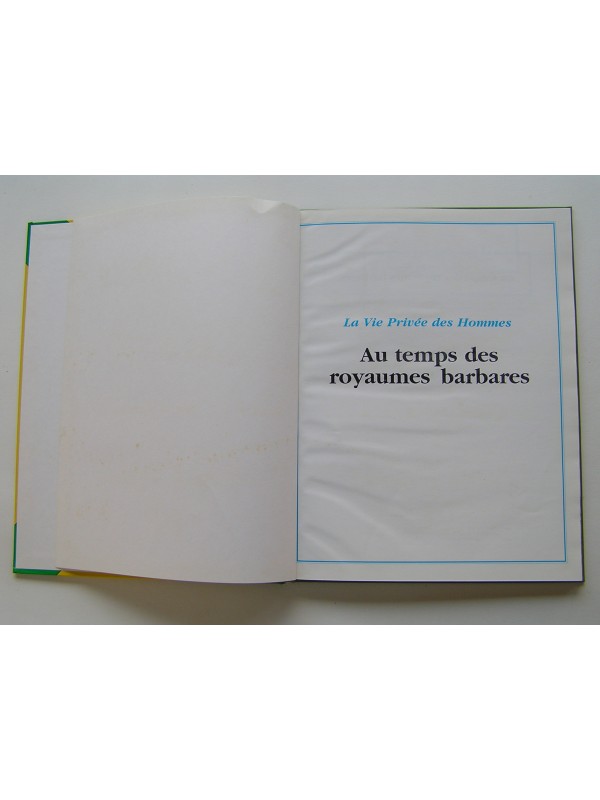 La Vie Privée des Hommes
Au temps des
royaumes barbares